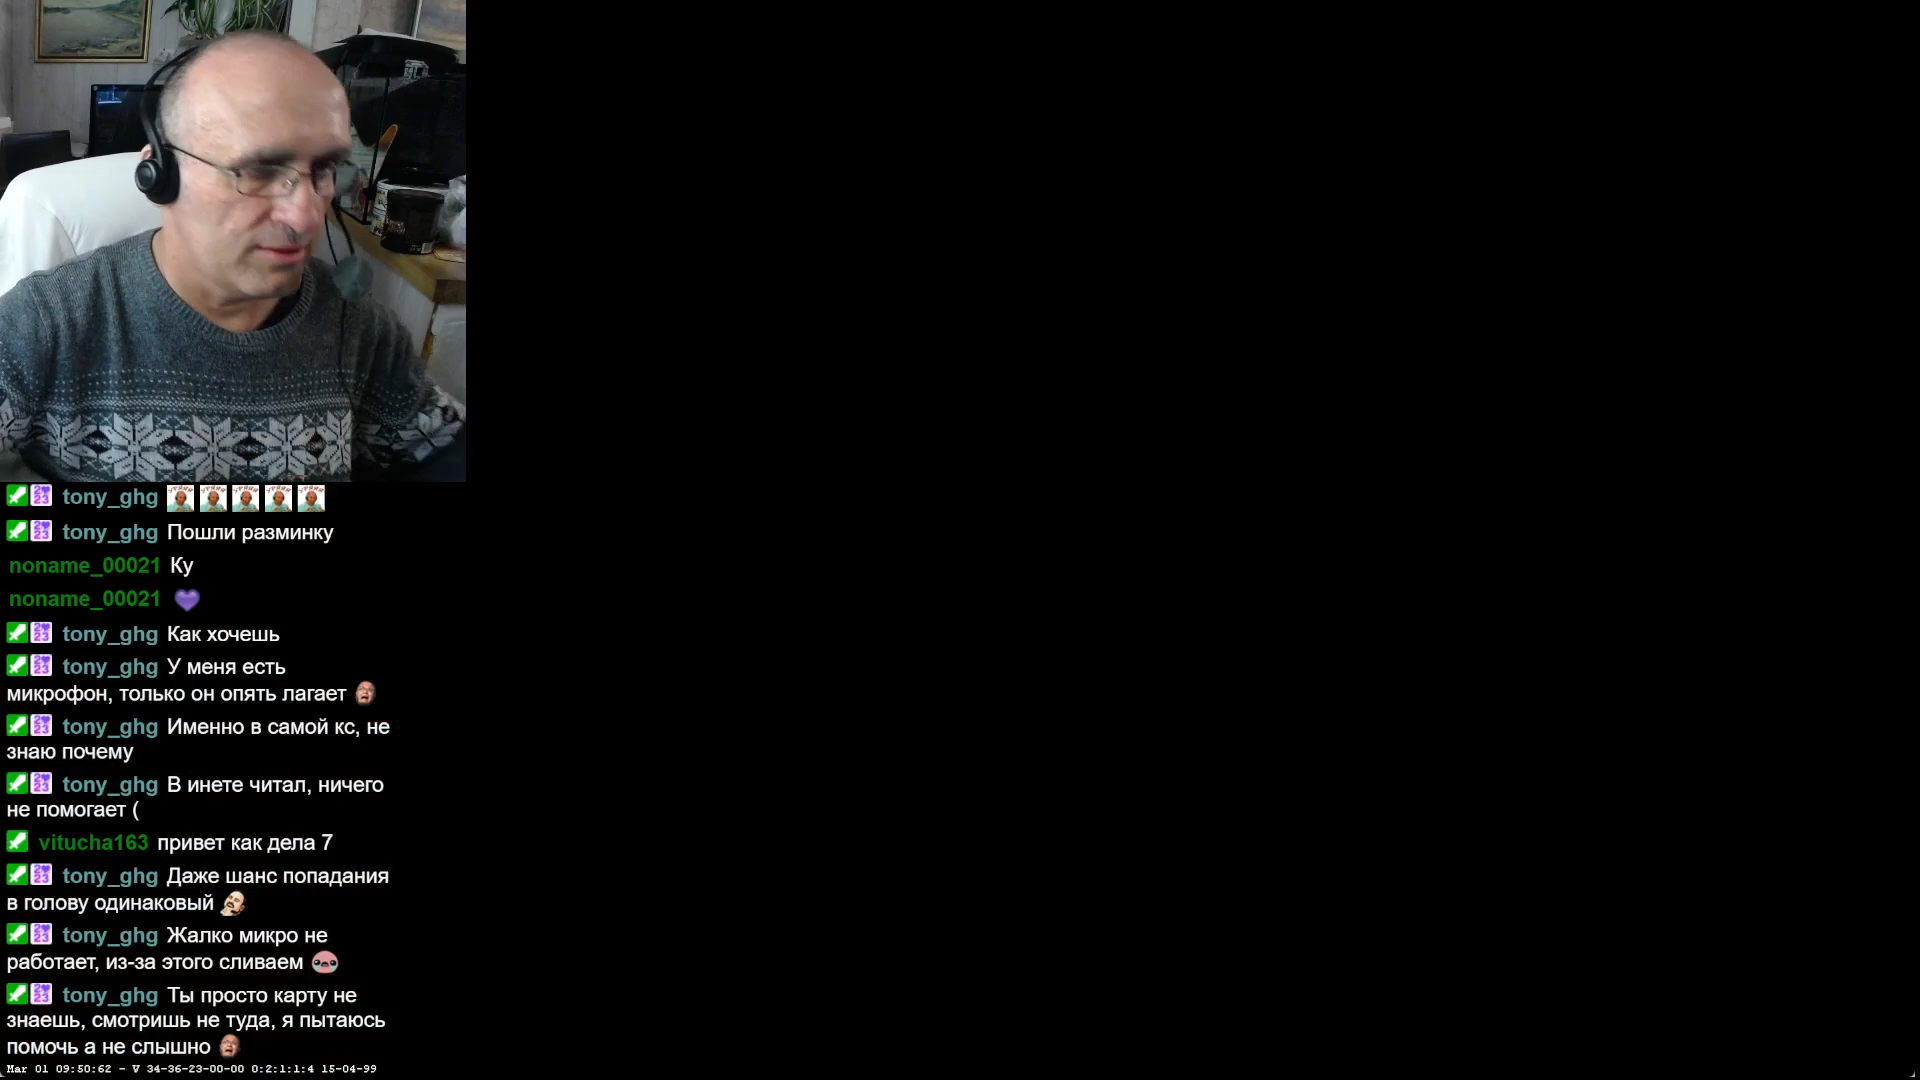 tony_ghg
tony_ghg Пошли разминку
noname_00021 Ку
noname_00021
tony_ghg Как хочешь
tony_ghg У меня есть
микрофон, только он опять лагает
tony_ghg Именно в самой кс, не
знаю почему
tony_ghg В инете читал, ничего
не помогает (
vitucha163 привет как дела 7
tony_ghg Даже шанс попадания
в голову одинаковый
tony_ghg Жалко микро не
работает, из-за этого сливаем
tony_ghg Ты просто карту не
знаешь, смотришь не туда, я пытаюсь
помочь а не слышно
Mar 01 09:50:62 - V 34-36-23-00-00 0:2:1:1:4 15-04-99